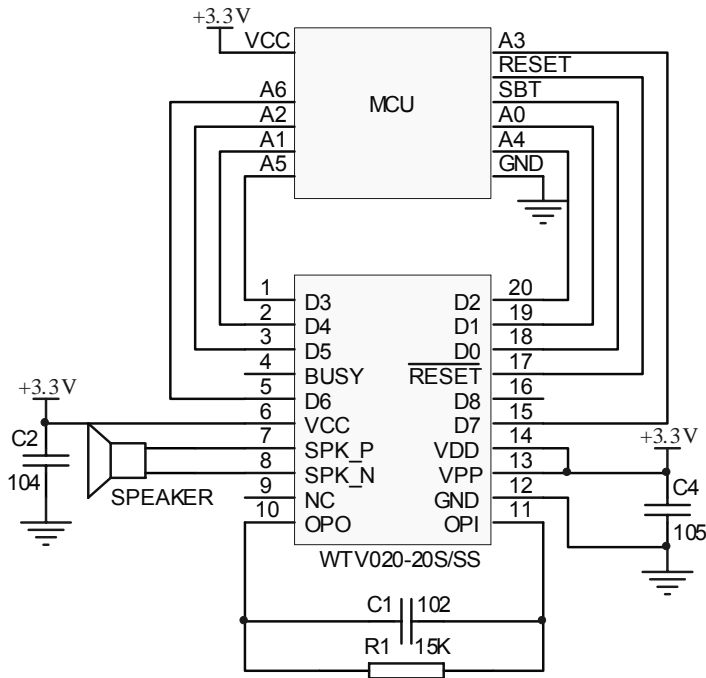 +3.3V
VCC
A3
RESET
A6
SBT
A2
MCU
A0
A1
A4
A5
GND
1
D3
D2
20
2
D4
D1
19
3
D5
D0
18
4
BUSY
RESET
17
5
D6
D8
16
6
VCC
D7
15
7
SPK_P
VDD
14
8
SPK_N
VPP
13
9
NC
GND
12
10
OPO
OPI
11
+3.3V
C2
104
SPEAKER
+3.3V
C4
105
WTV020-20S/SS
C1
102
R1
15K